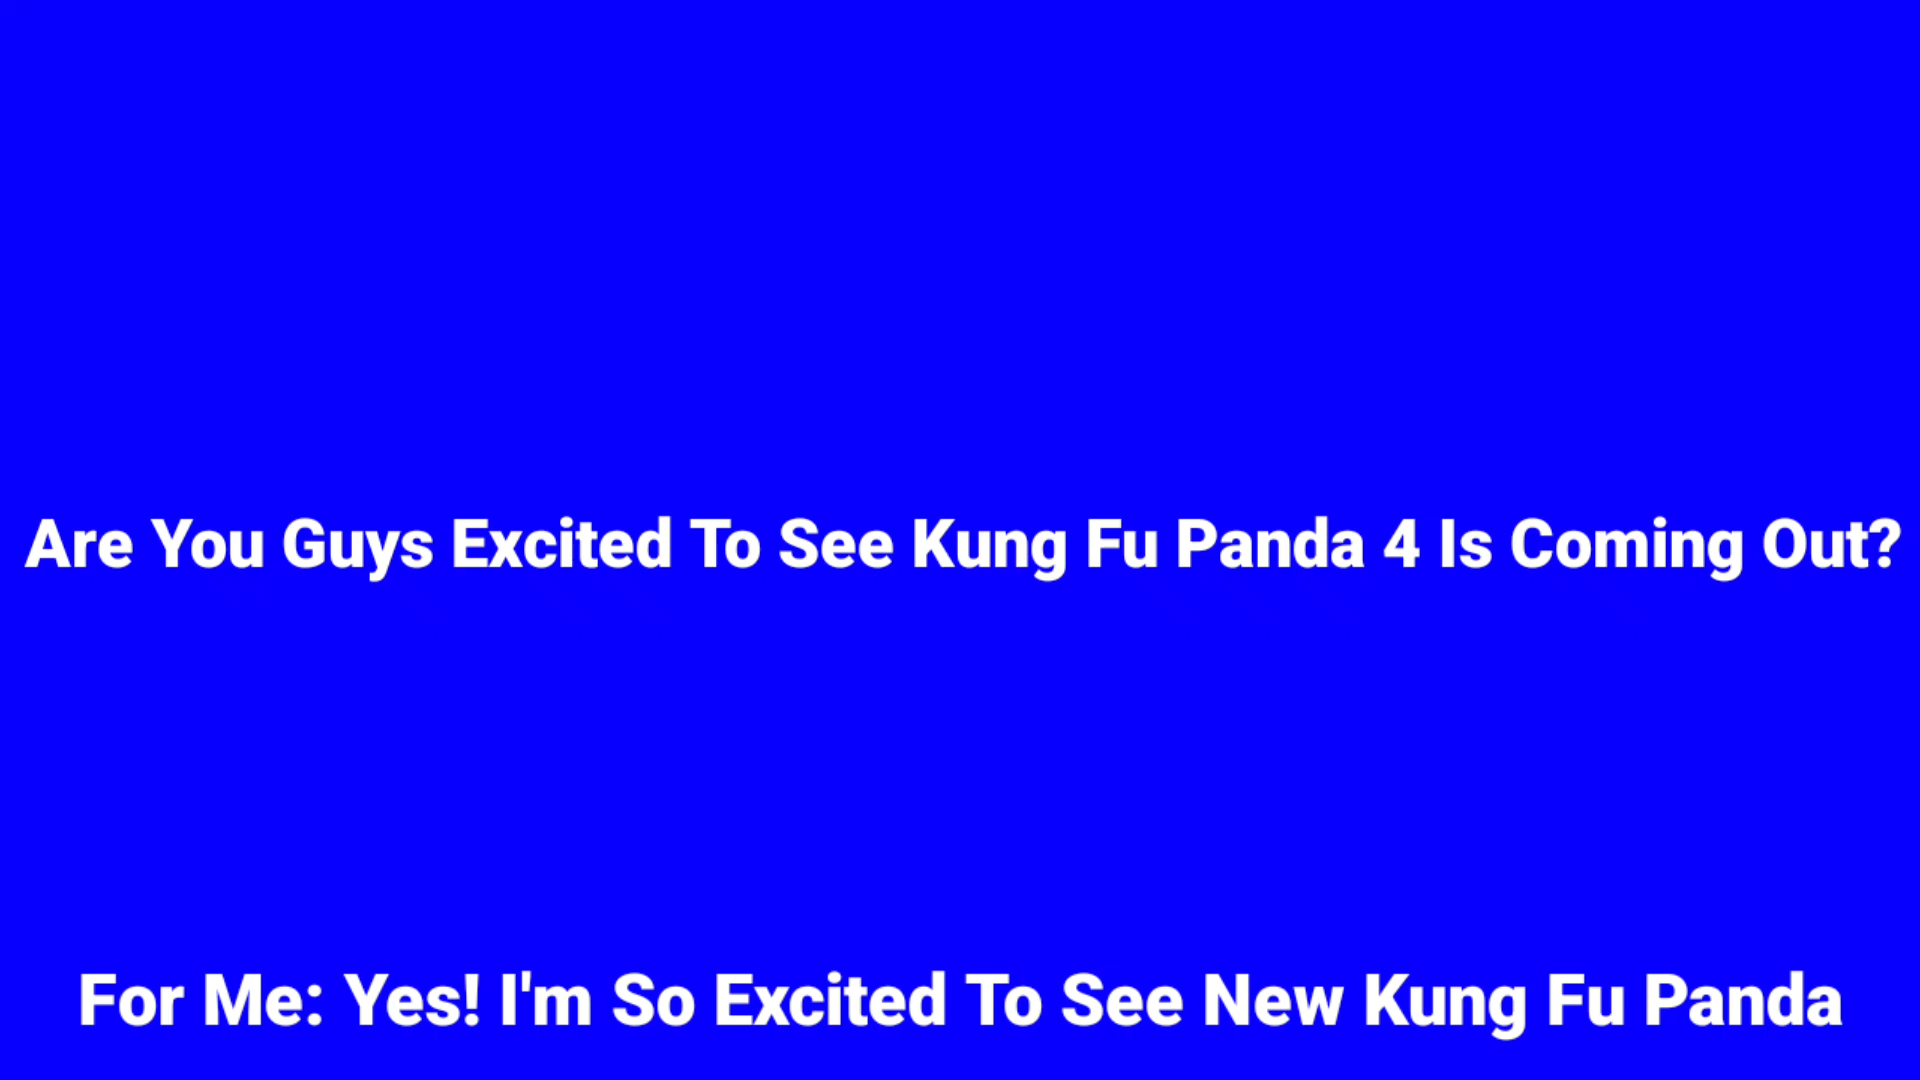 Are You Guys Excited To See Kung Fu Panda 4 Is Coming Out?
For Me: Yes! I'm So Excited To See New Kung Fu Panda